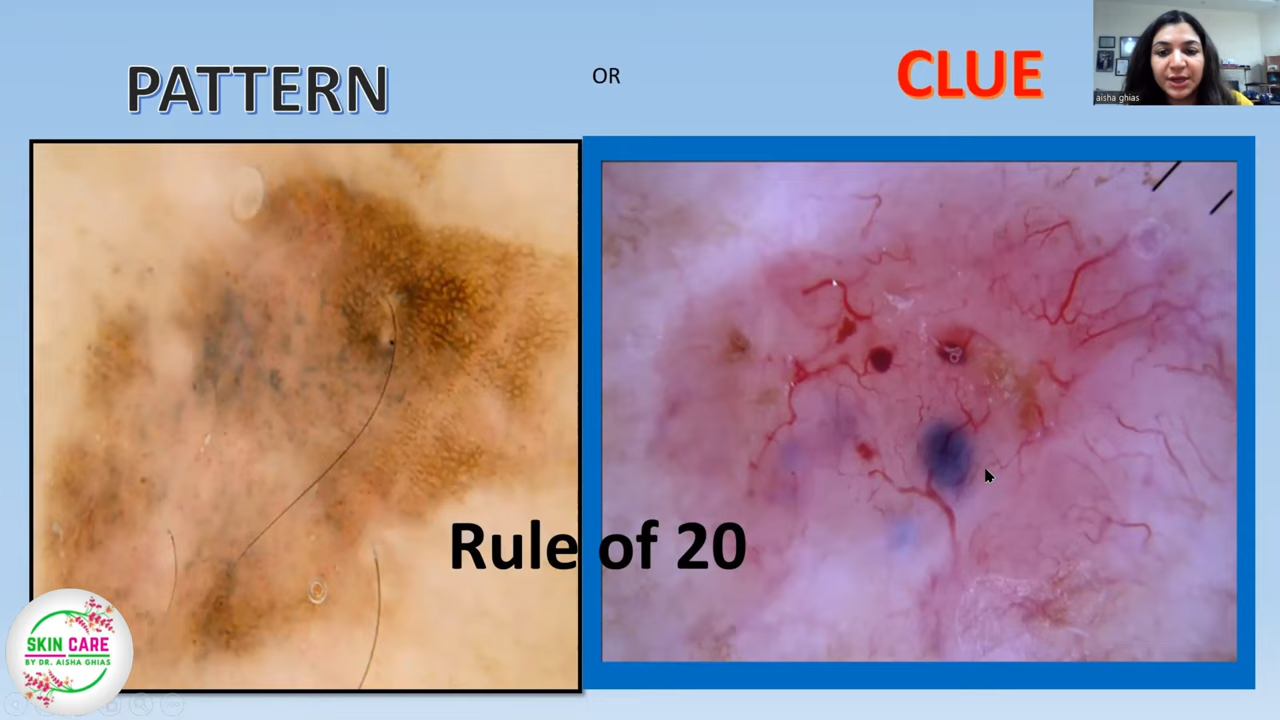 PATTERN
OR
CLUE
aisha ghias
Rule of 20
SKIN CARE
BY DR. AISHA GHIAS